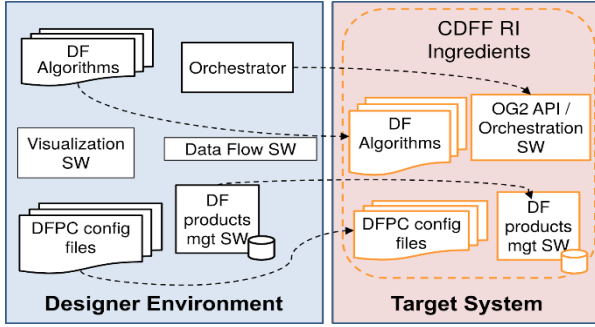 DF
Algorithms
Orchestrator
Visualization
SW
Data Flow SW
DFPC config
files
DF
products
mgt SW
Designer Environment
CDFF RI
Ingredients
DF
Algorithms
OG2 API /
Orchestration
SW
DFPC config
files
DF
products
mgt SW
Target System